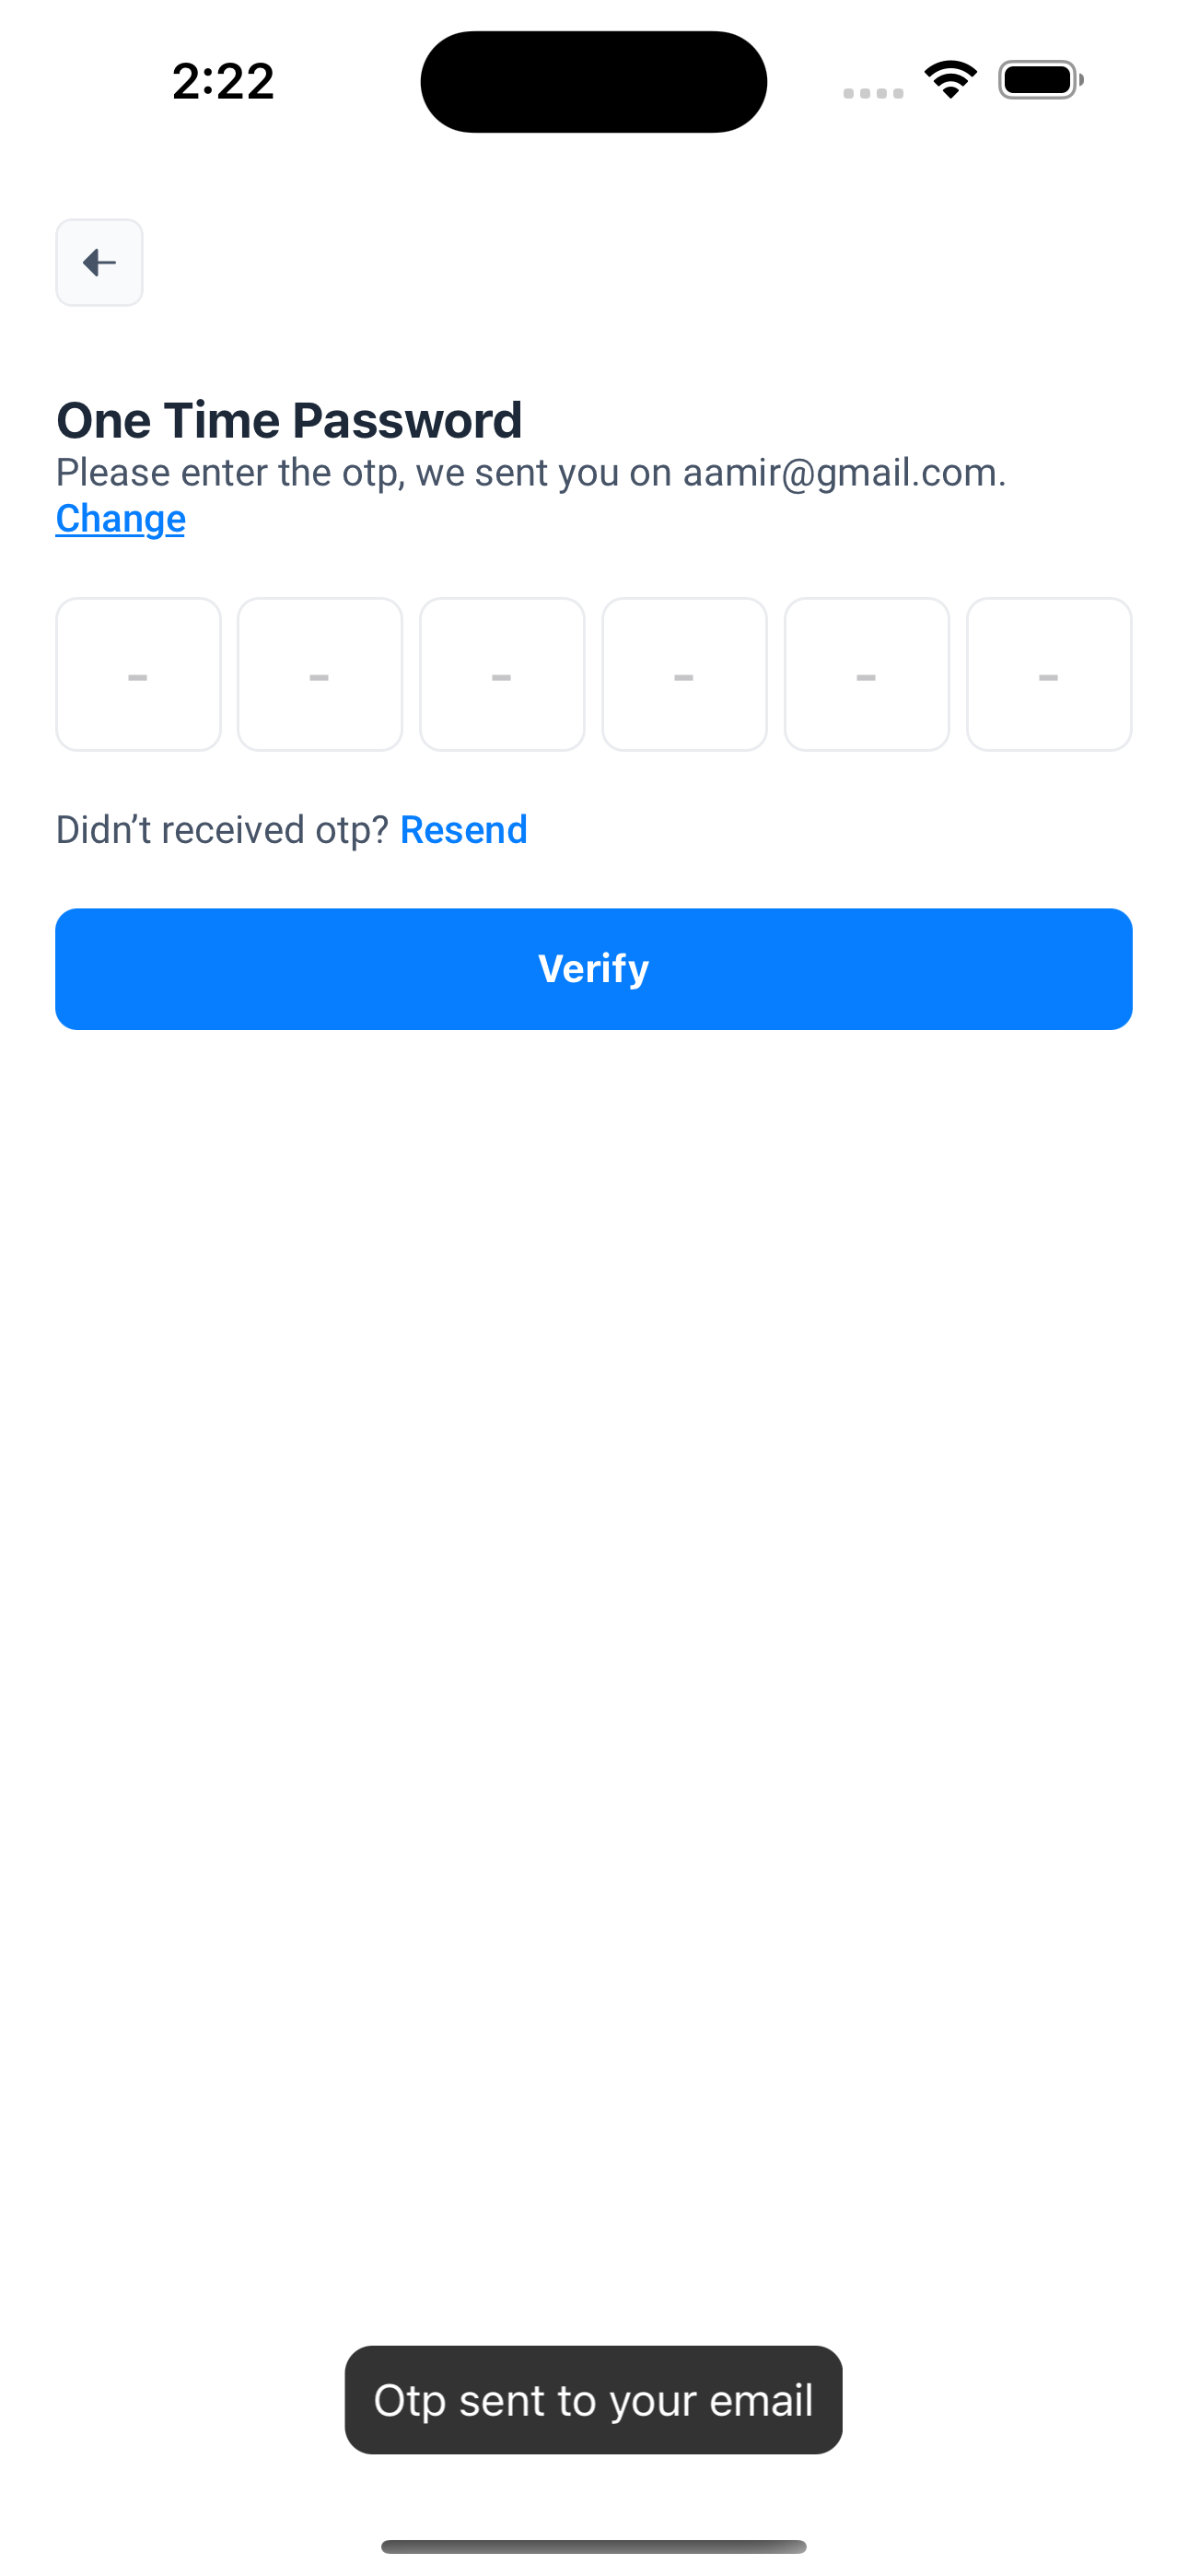 2:22
One Time Password
Please enter the otp, we sent you on aamir@gmail.com.
Change
- - - - - -
Didn’t received otp? Resend
Verify
Otp sent to your email